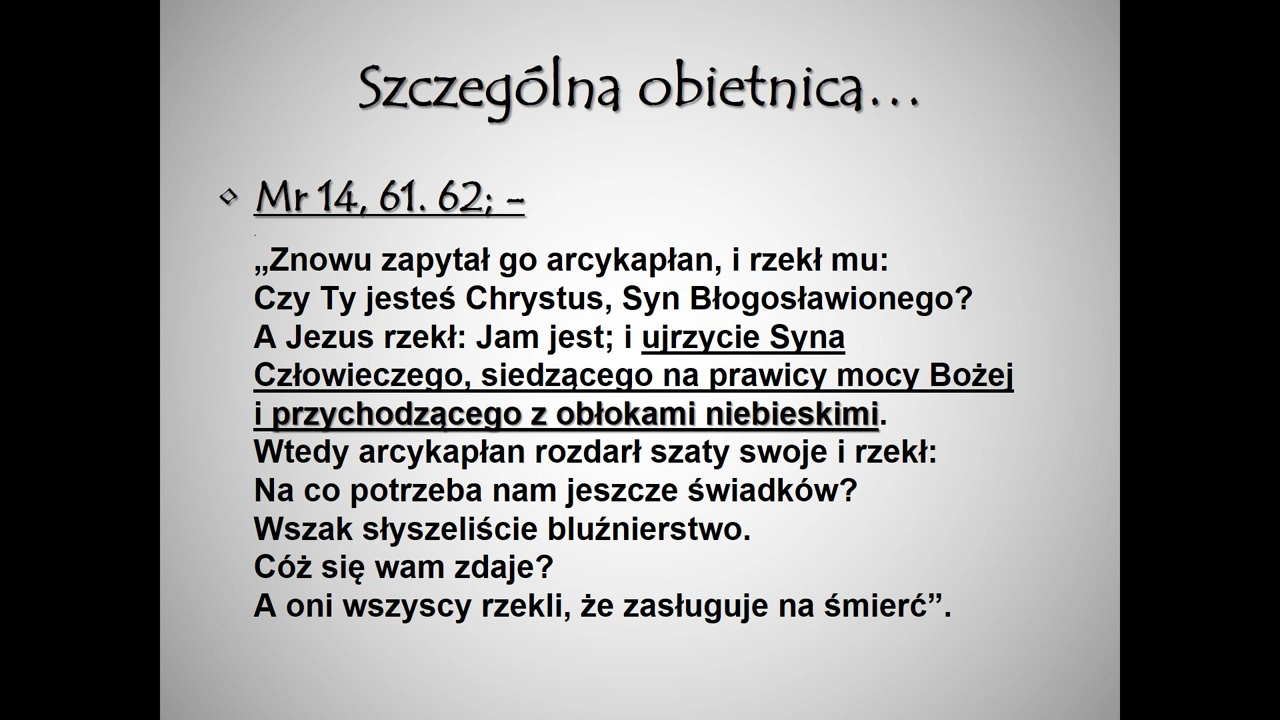 Szczególna obietnica…
Mr 14, 61. 62; -
„Znowu zapytał go arcykapłan, i rzekł mu:
Czy Ty jesteś Chrystus, Syn Błogosławionego?
A Jezus rzekł: Jam jest; i ujrzycie Syna
Człowieczego, siedzącego na prawicy mocy Bożej
i przychodzącego z obłokami niebieskimi.
Wtedy arcykapłan rozdarł szaty swoje i rzekł:
Na co potrzeba nam jeszcze świadków?
Wszak słyszeliście bluźnierstwo.
Cóż się wam zdaje?
A oni wszyscy rzekli, że zasługuje na śmierć”.